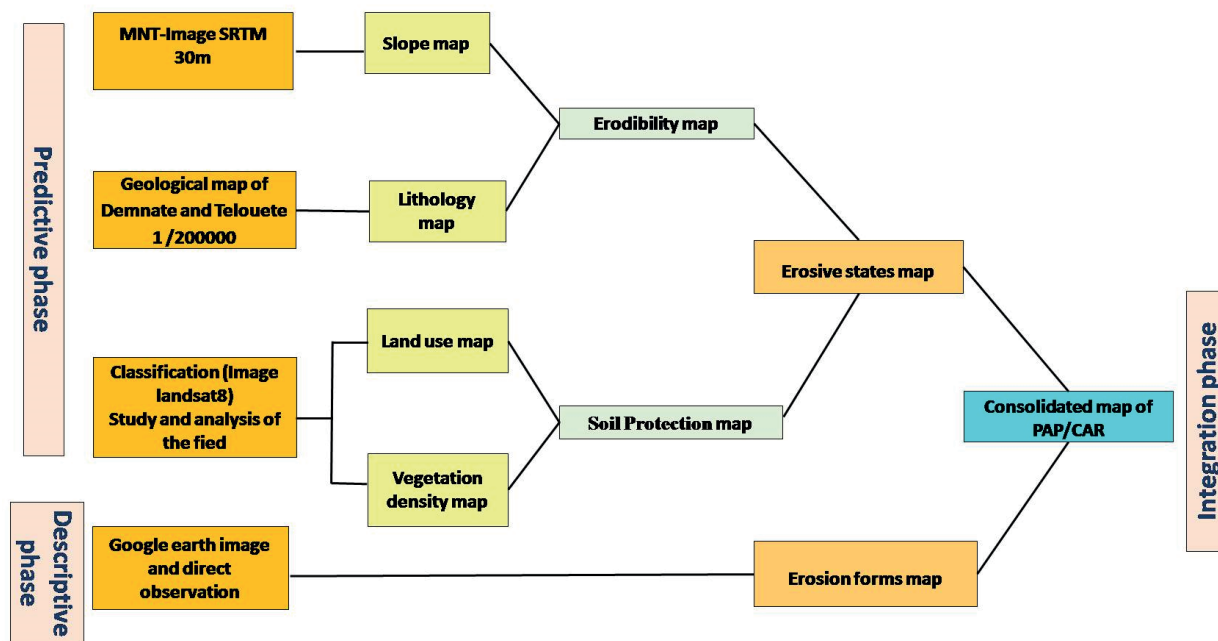 Predictive phase
MNT-Image SRTM
30m
Slope map
Erodibility map
Geological map of
Demnate and Telouete
1 /200000
Lithology
map
Erosive states map
Classification (Image
landsat8)
Study and analysis of
the fied
Land use map
Soil Protection map
Vegetation
density map
Consolidated map of
PAP/CAR
Integration phase
Descriptive
phase
Google earth image
and direct
observation
Erosion forms map